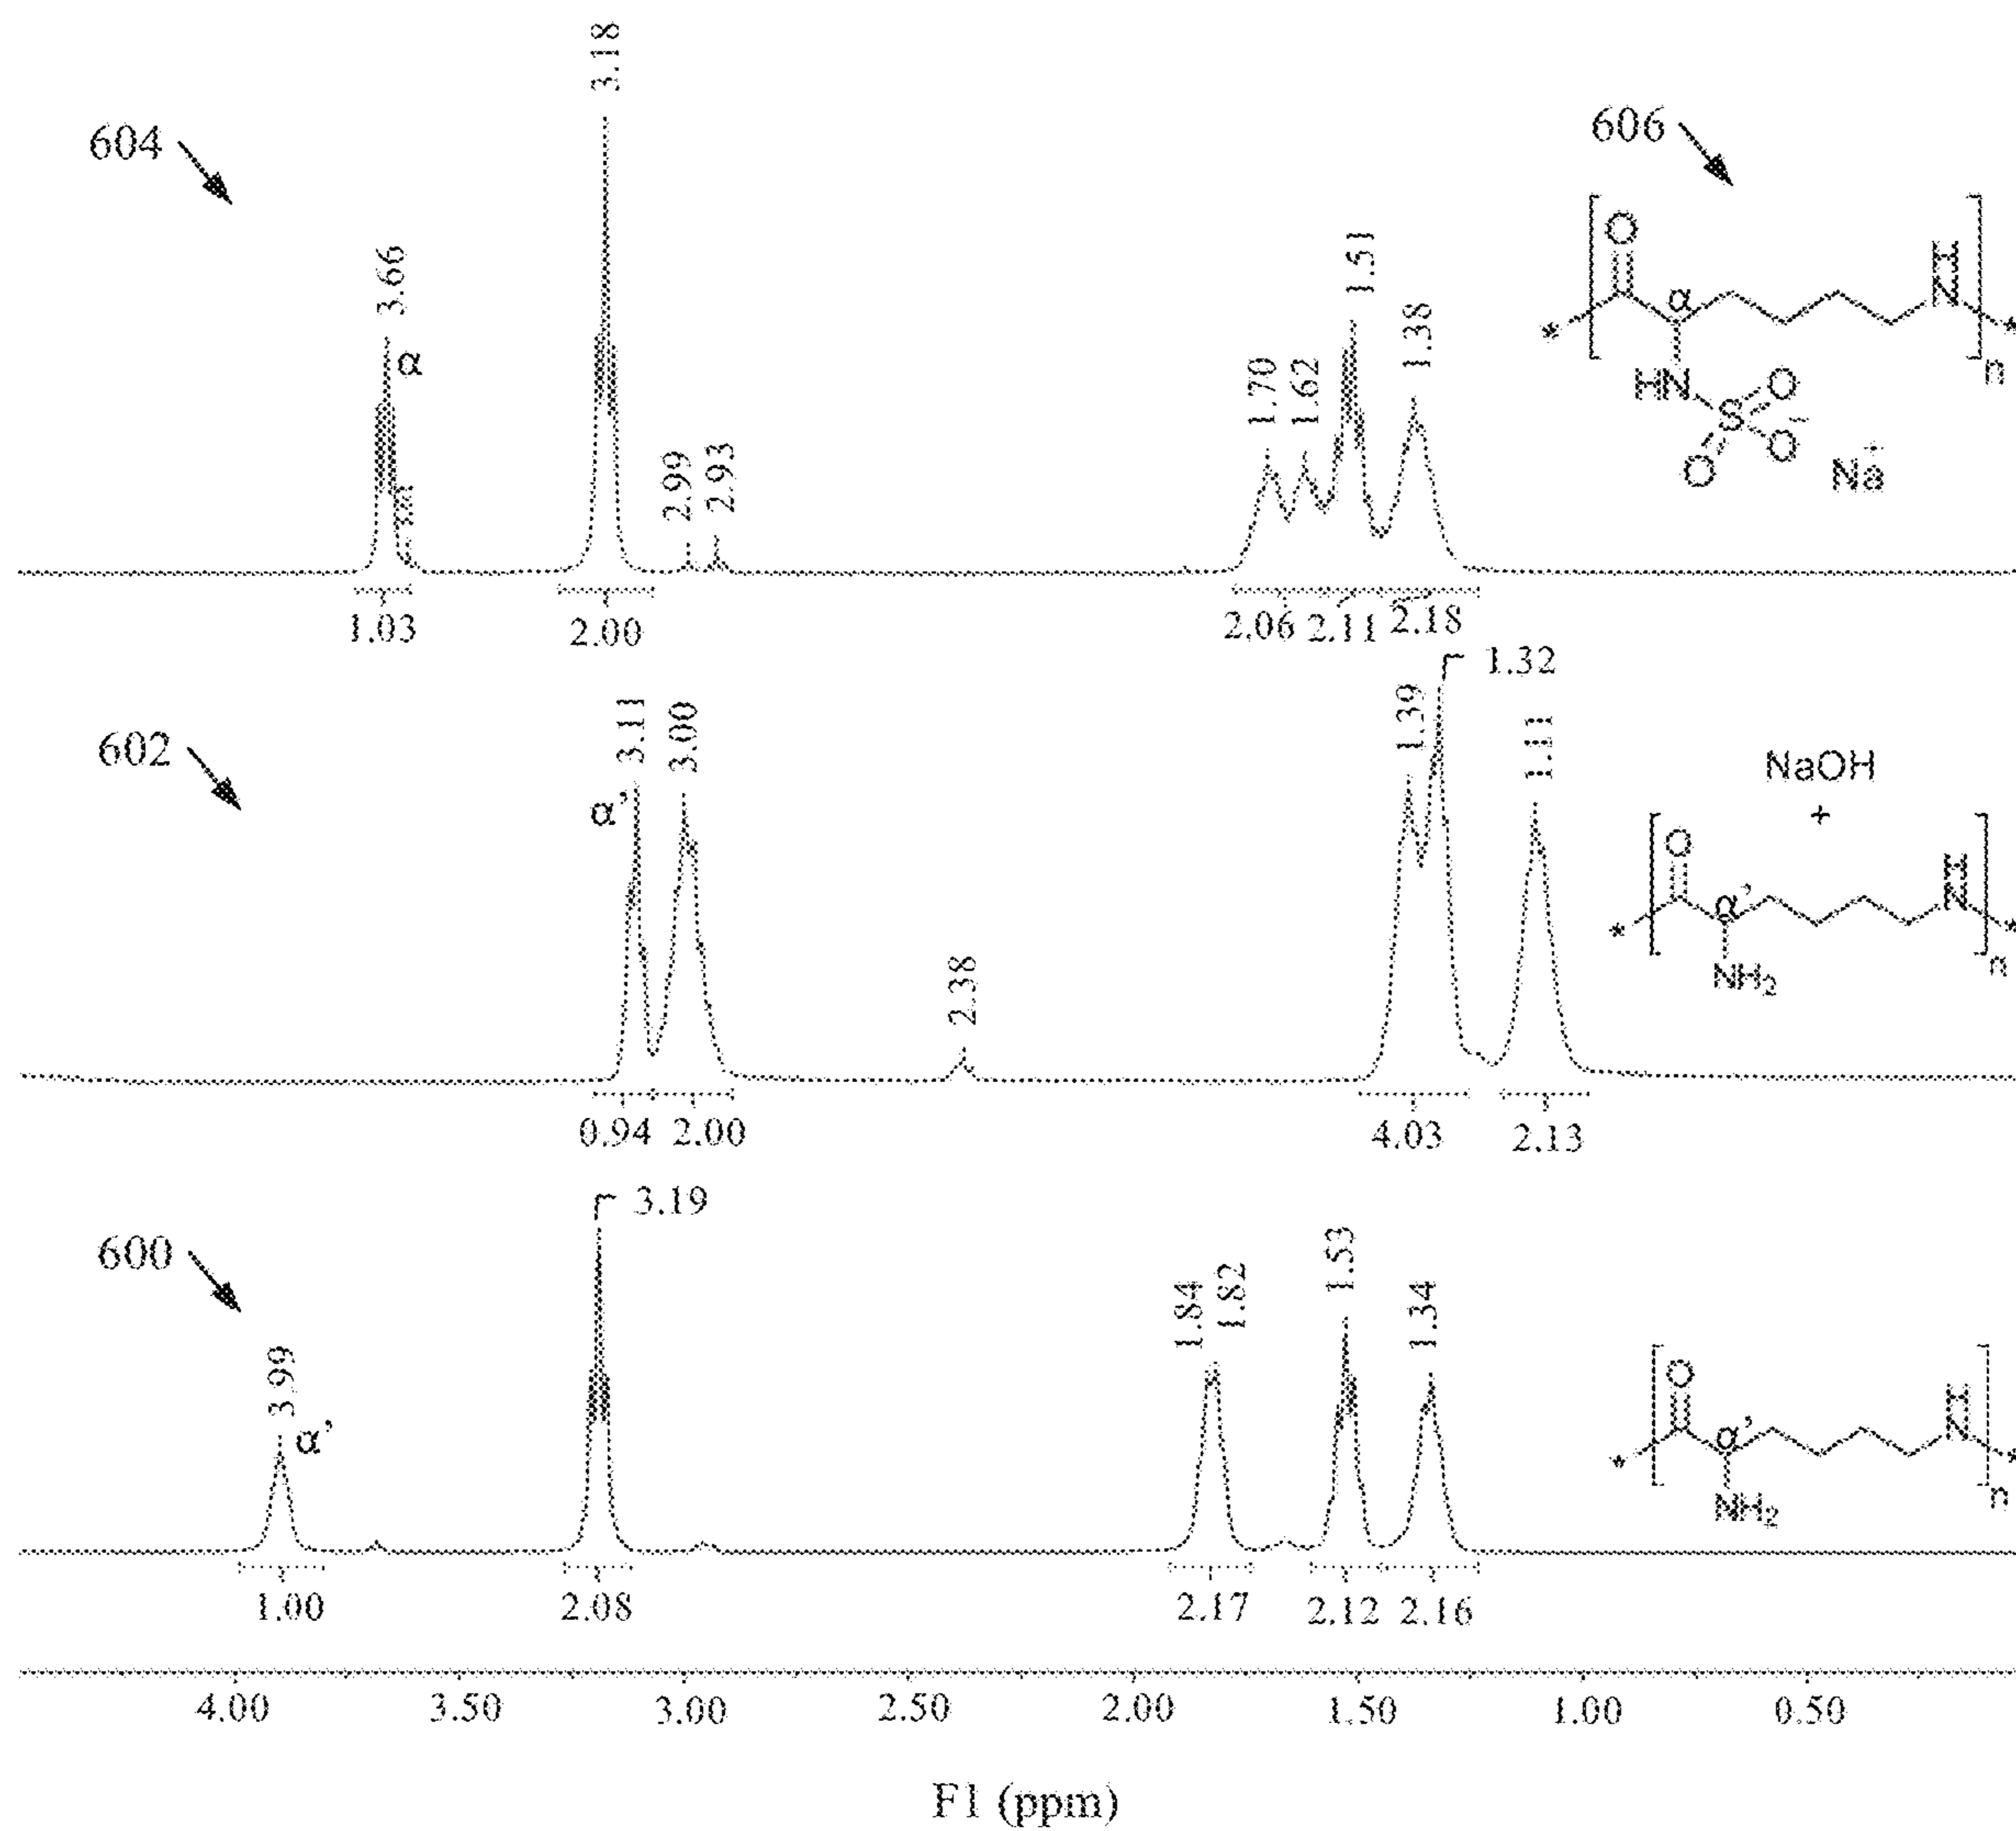 604
3.66
α
3.18
2.99
2.93
1.70
1.62
1.51
1.38
606
O
α
H
N
*
*
n
HN
S
O
O
-
O
Na
+
1.03
2.00
2.06
2.11
2.18
602
α’
3.11
3.00
2.38
1.39
1.32
1.11
NaOH
+
O
α’
H
N
*
*
n
NH2
0.94
2.00
4.03
2.13
600
3.99
α’
3.19
1.84
1.82
1.53
1.34
O
α’
H
N
*
*
n
NH2
1.00
2.08
2.17
2.12
2.16
4.00 3.50 3.00 2.50 2.00 1.50 1.00 0.50
F1 (ppm)